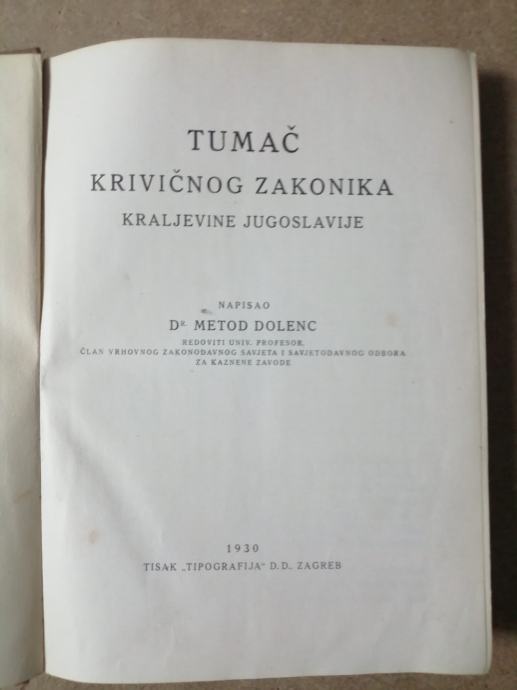 TUMAČ
KRIVIČNOG ZAKONIKA
KRALJEVINE JUGOSLAVIJE
NAPISAO
DR. METOD DOLENC
REDOVITI UNIV. PROFESOR,
ČLAN VRHOVNOG ZAKONODAVNOG SAVJETA I SAVJETODAVNOG ODBORA
ZA KAZNENE ZAVODE
1930
TISAK „TIPOGRAFIJA" D. D., ZAGREB